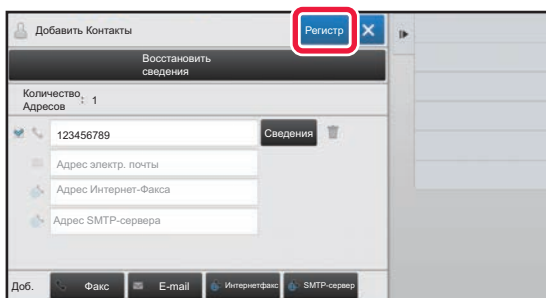 Добавить Контакты
Регистр
Восстановить
сведения
Количество
Адресов : 1
123456789
Сведения
Адрес электр. почты
Адрес Интернет-Факса
Адрес SMTP-сервера
Доб.
Факс
E-mail
Интернетфакс
SMTP-сервер